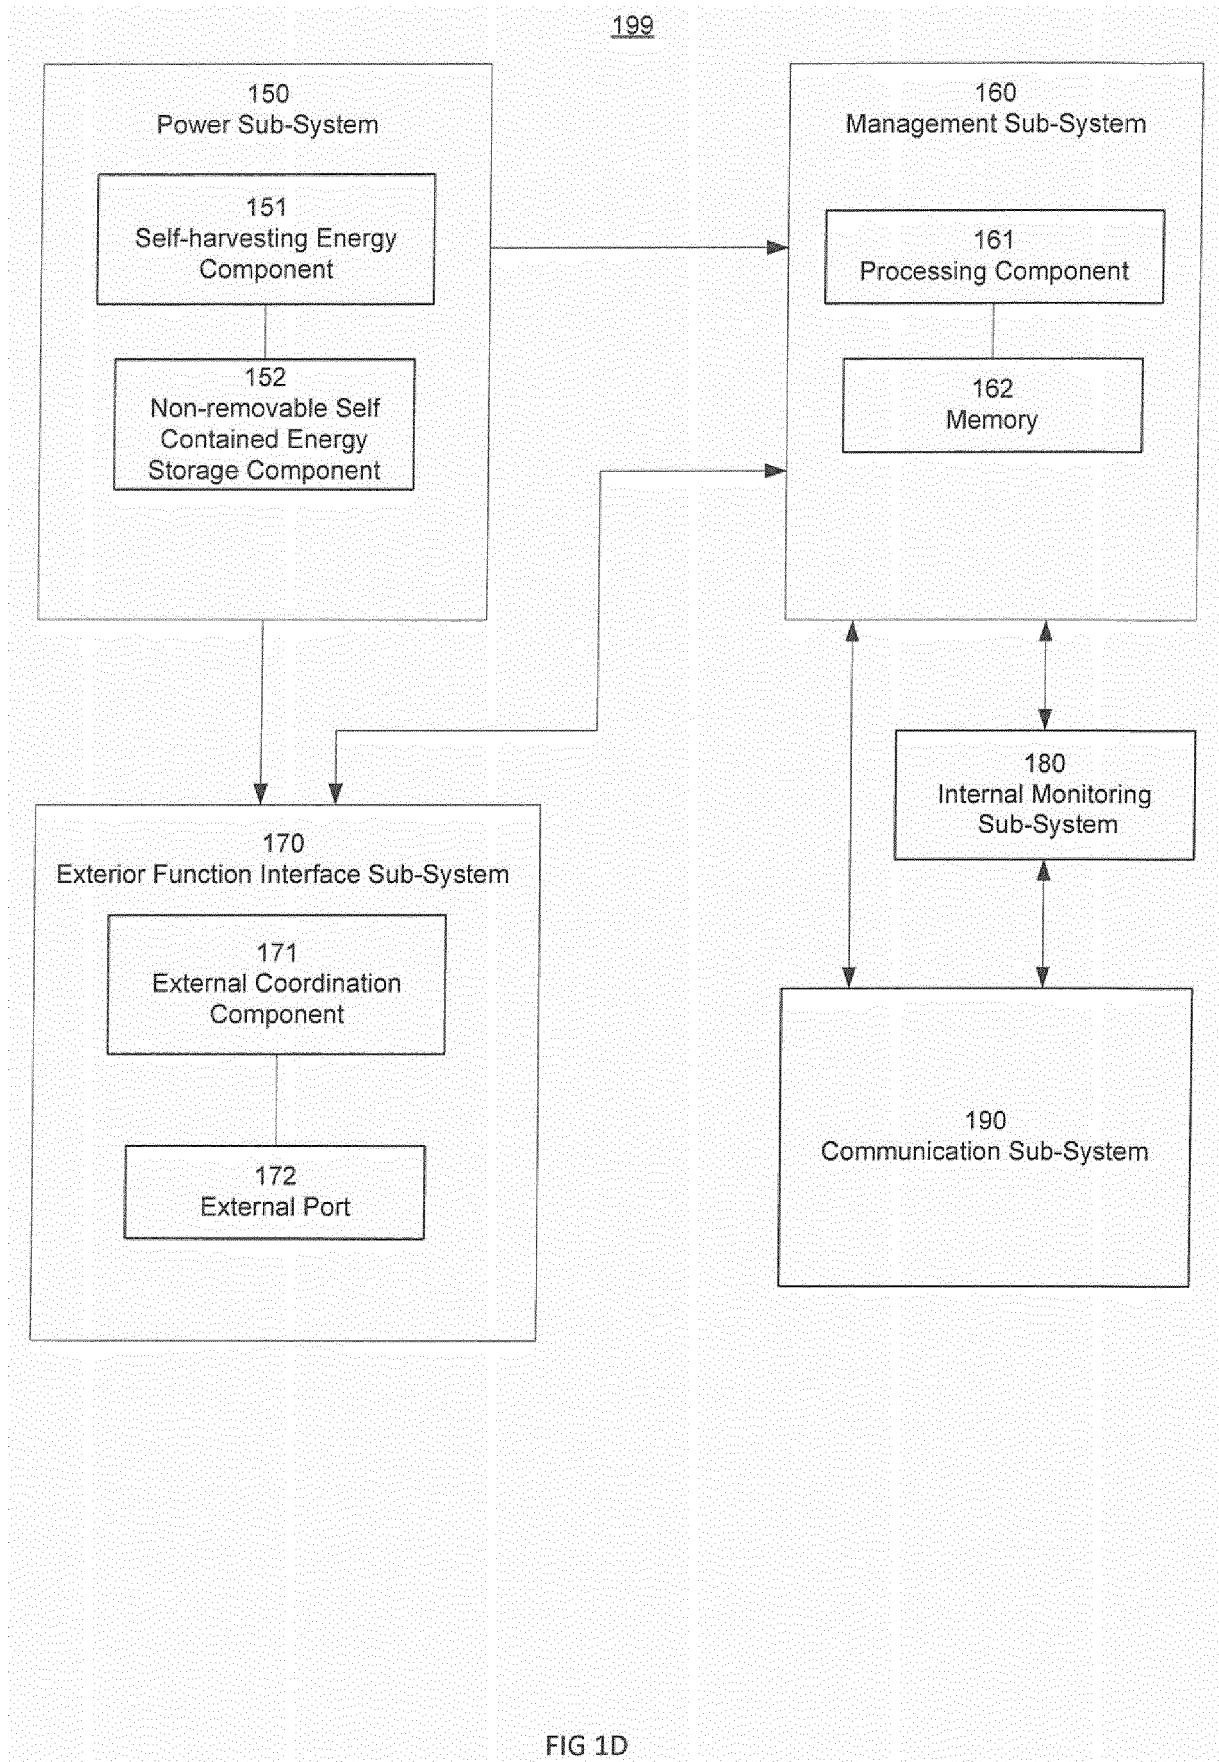 199
150
Power Sub-System
151
Self-harvesting Energy
Component
152
Non-removable Self
Contained Energy
Storage Component
160
Management Sub-System
161
Processing Component
162
Memory
170
Exterior Function Interface Sub-System
171
External Coordination
Component
172
External Port
180
Internal Monitoring
Sub-System
190
Communication Sub-System
FIG 1D